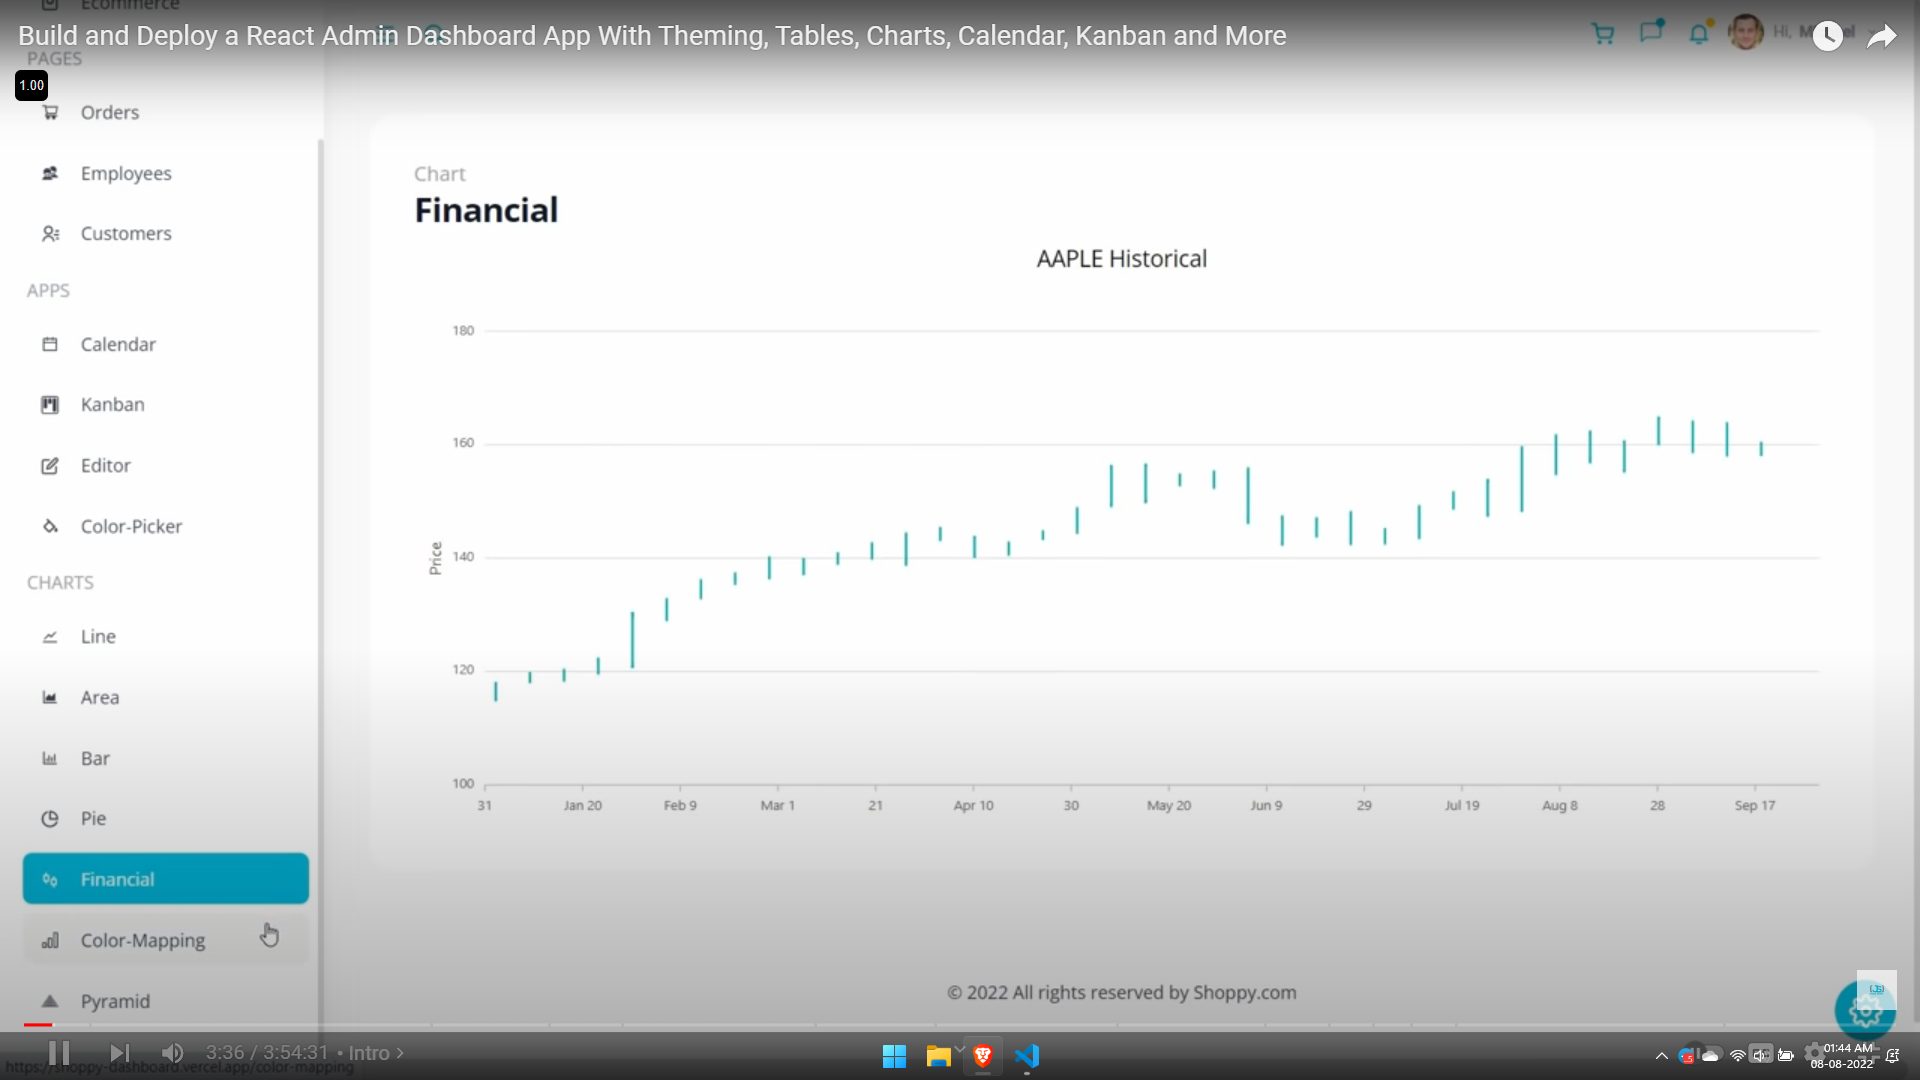 Ecommerce
Build and Deploy a React Admin Dashboard App With Theming, Tables, Charts, Calendar, Kanban and More
Hi,
PAGES
1.00
Orders
Employees
Customers
APPS
Calendar
Kanban
Editor
Color-Picker
CHARTS
Line
Area
Bar
Pie
Financial
Color-Mapping
Pyramid
Chart
Financial
AAPLE Historical
Price
180
160
140
120
100
31 Jan 20 Feb 9 Mar 1 21 Apr 10 30 May 20 Jun 9 29 Jul 19 Aug 8 28 Sep 17
© 2022 All rights reserved by Shoppy.com
(JS)
3:36 / 3:54:31 • Intro >
https://shoppy-dashboard.vercel.app/color-mapping
01:44 AM
08-08-2022